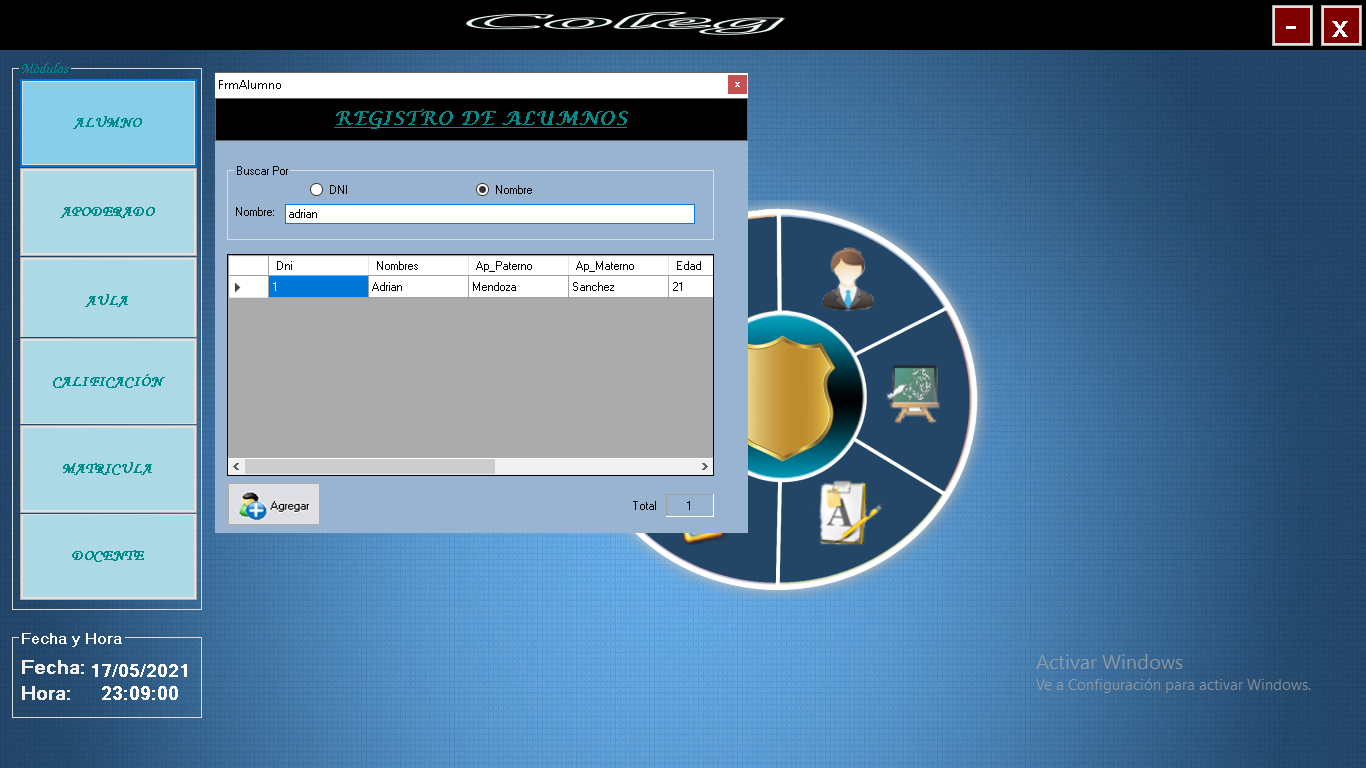 Coleg
- x
Módulos
ALUMNO
APODERADO
AULA
CALIFICACIÓN
MATRICULA
DOCENTE
Fecha y Hora
Fecha: 17/05/2021
Hora: 23:09:00
FrmAlumno x
REGISTRO DE ALUMNOS
Buscar Por
DNI Nombre
Nombre: adrian
Dni Nombres Ap_Paterno Ap_Materno Edad
1 Adrian Mendoza Sanchez 21
Agregar Total 1
A
Activar Windows
Ve a Configuración para activar Windows.